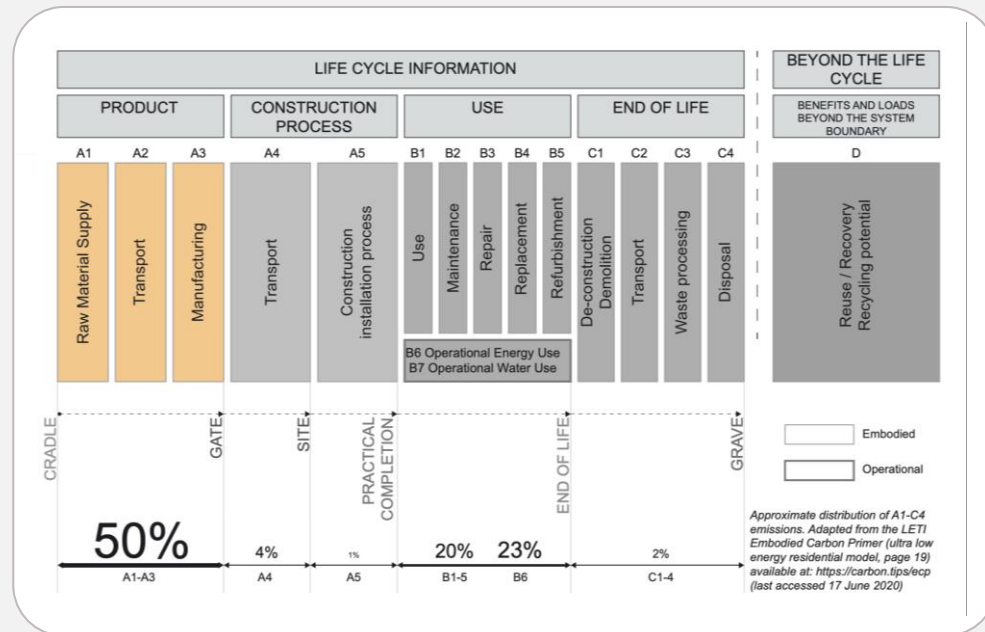 LIFE CYCLE INFORMATION
BEYOND THE LIFE
CYCLE
PRODUCT
CONSTRUCTION
PROCESS
USE
END OF LIFE
BENEFITS AND LOADS
BEYOND THE SYSTEM
BOUNDARY
A1
A2
A3
A4
A5
B1
B2
B3
B4
B5
C1
C2
C3
C4
D
Raw Material Supply
Transport
Manufacturing
Transport
Construction
installation process
Use
Maintenance
Repair
Replacement
Refurbishment
De-construction
Demolition
Transport
Waste processing
Disposal
Reuse / Recovery
Recycling potential
B6 Operational Energy Use
B7 Operational Water Use
CRADLE
GATE
SITE
PRACTICAL
COMPLETION
END OF LIFE
GRAVE
Embodied
Operational
50%
4%
1%
20%
23%
2%
A1-A3
A4
A5
B1-5
B6
C1-4
Approximate distribution of A1-C4
emissions. Adapted from the LETI
Embodied Carbon Primer (ultra low
energy residential model, page 19)
available at: https://carbon.tips/ecp
(last accessed 17 June 2020)